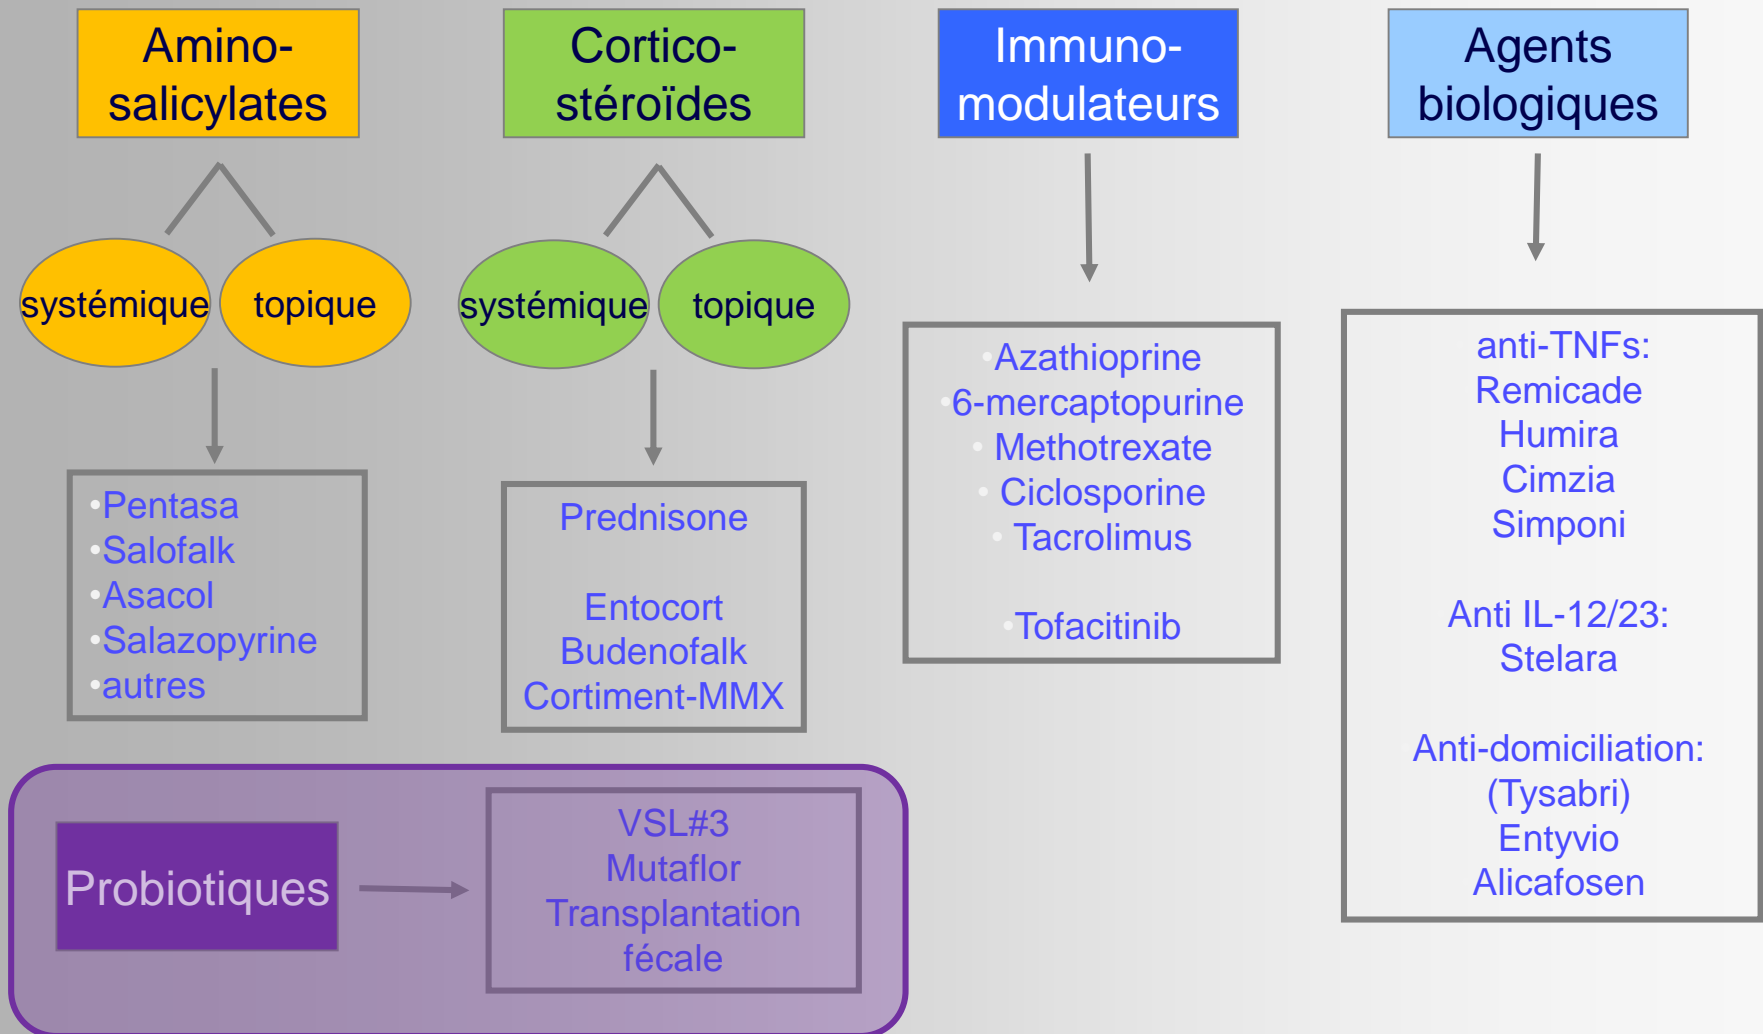 Amino-
salicylates
Cortico-
stéroïdes
Immuno-
modulateurs
Agents
biologiques
systémique
topique
systémique
topique
•Pentasa
•Salofalk
•Asacol
•Salazopyrine
•autres
Prednisone
Entocort
Budenofalk
Cortiment-MMX
•Azathioprine
•6-mercaptopurine
• Methotrexate
• Ciclosporine
• Tacrolimus
•Tofacitinib
anti-TNFs:
Remicade
Humira
Cimzia
Simponi
Anti IL-12/23:
Stelara
Anti-domiciliation:
(Tysabri)
Entyvio
Alicafosen
Probiotiques
VSL#3
Mutaflor
Transplantation
fécale